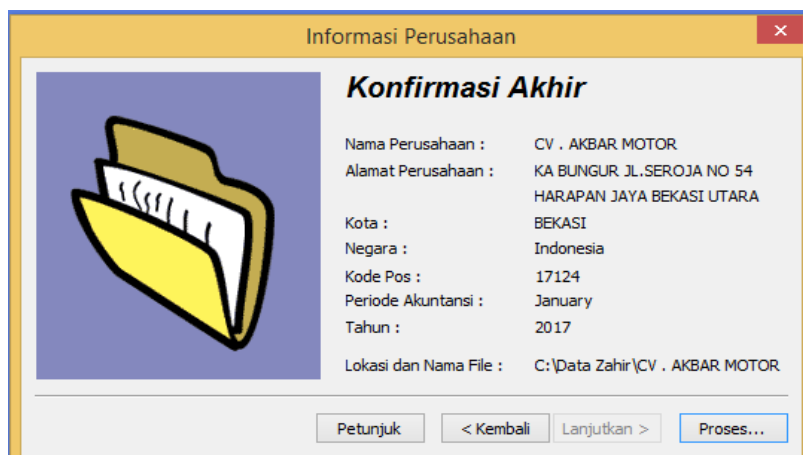 Informasi Perusahaan
Konfirmasi Akhir
Nama Perusahaan : CV . AKBAR MOTOR
Alamat Perusahaan : KA BUNGUR JL.SEROJA NO 54
HARAPAN JAYA BEKASI UTARA
Kota : BEKASI
Negara : Indonesia
Kode Pos : 17124
Periode Akuntansi : January
Tahun : 2017
Lokasi dan Nama File : C:\Data Zahir\CV . AKBAR MOTOR
Petunjuk < Kembali Lanjutkan > Proses...